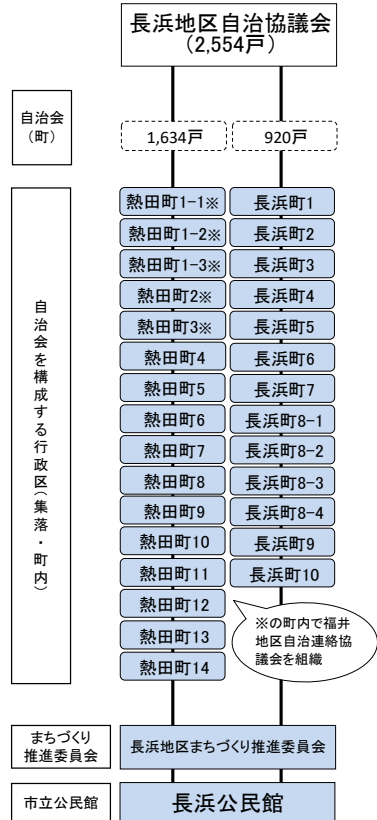 長浜地区自治協議会
（2,554戸）
自治会
（町）
1,634戸
920戸
自治会を構成する行政区（集落・町内）
熱田町1-1※
長浜町1
熱田町1-2※
長浜町2
熱田町1-3※
長浜町3
熱田町2※
長浜町4
熱田町3※
長浜町5
熱田町4
長浜町6
熱田町5
長浜町7
熱田町6
長浜町8-1
熱田町7
長浜町8-2
熱田町8
長浜町8-3
熱田町9
長浜町8-4
熱田町10
長浜町9
熱田町11
長浜町10
熱田町12
熱田町13
熱田町14
※の町内で福井
地区自治連絡協
議会を組織
まちづくり
推進委員会
長浜地区まちづくり推進委員会
市立公民館
長浜公民館